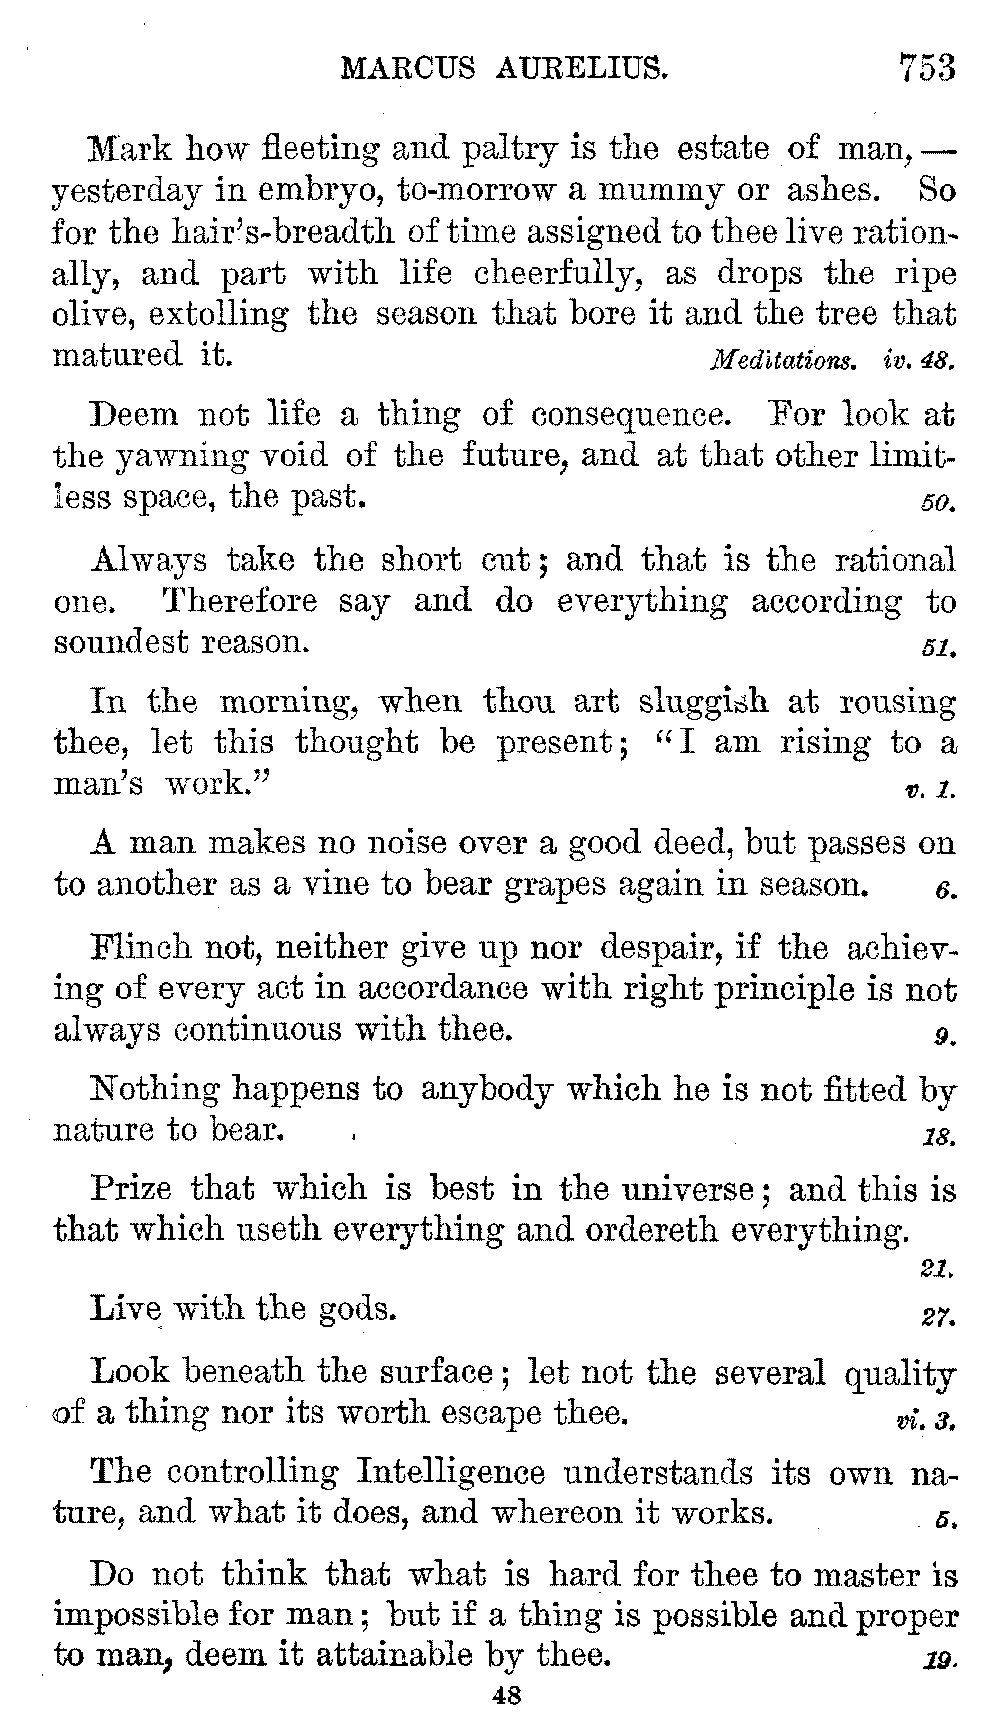 MARCUS AURELIUS. 753
Mark how fleeting and paltry is the estate of man, —
yesterday in embryo, to-morrow a mummy or ashes. So
for the hair's-breadth of time assigned to thee live ration-
ally, and part with life cheerfully, as drops the ripe
olive, extolling the season that bore it and the tree that
matured it. Meditations. iv. 48.
Deem not life a thing of consequence. For look at
the yawning void of the future, and at that other limit-
less space, the past. 50.
Always take the short cut; and that is the rational
one. Therefore say and do everything according to
soundest reason. 51.
In the morning, when thou art sluggish at rousing
thee, let this thought be present; "I am rising to a
man's work." v. 1.
A man makes no noise over a good deed, but passes on
to another as a vine to bear grapes again in season. 6.
Flinch not, neither give up nor despair, if the achiev-
ing of every act in accordance with right principle is not
always continuous with thee. 9.
Nothing happens to anybody which he is not fitted by
nature to bear. 18.
Prize that which is best in the universe; and this is
that which useth everything and ordereth everything.
21.
Live with the gods. 27.
Look beneath the surface; let not the several quality
of a thing nor its worth escape thee. vi. 3.
The controlling Intelligence understands its own na-
ture, and what it does, and whereon it works. 5.
Do not think that what is hard for thee to master is
impossible for man; but if a thing is possible and proper
to man, deem it attainable by thee. 19.
48